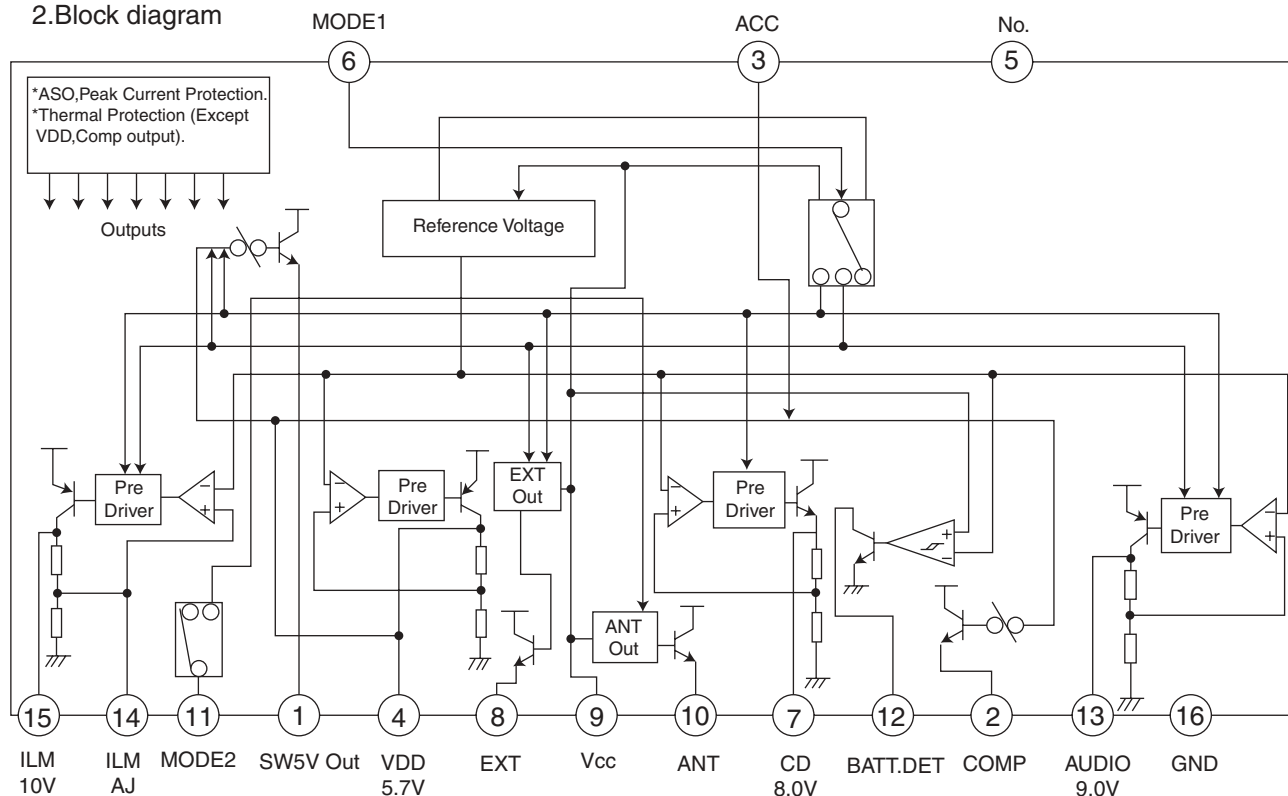 2.Block diagram
MODE1
ACC
No.
6
3
5
*ASO,Peak Current Protection.
*Thermal Protection (Except
VDD,Comp output).
Outputs
Reference Voltage
Pre
Driver
−
+
−
+
Pre
Driver
EXT
Out
−
+
Pre
Driver
+
−
Pre
Driver
−
+
ANT
Out
15
14
11
1
4
8
9
10
7
12
2
13
16
ILM
10V
ILM
AJ
MODE2
SW5V Out
VDD
5.7V
EXT
Vcc
ANT
CD
8.0V
BATT.DET
COMP
AUDIO
9.0V
GND